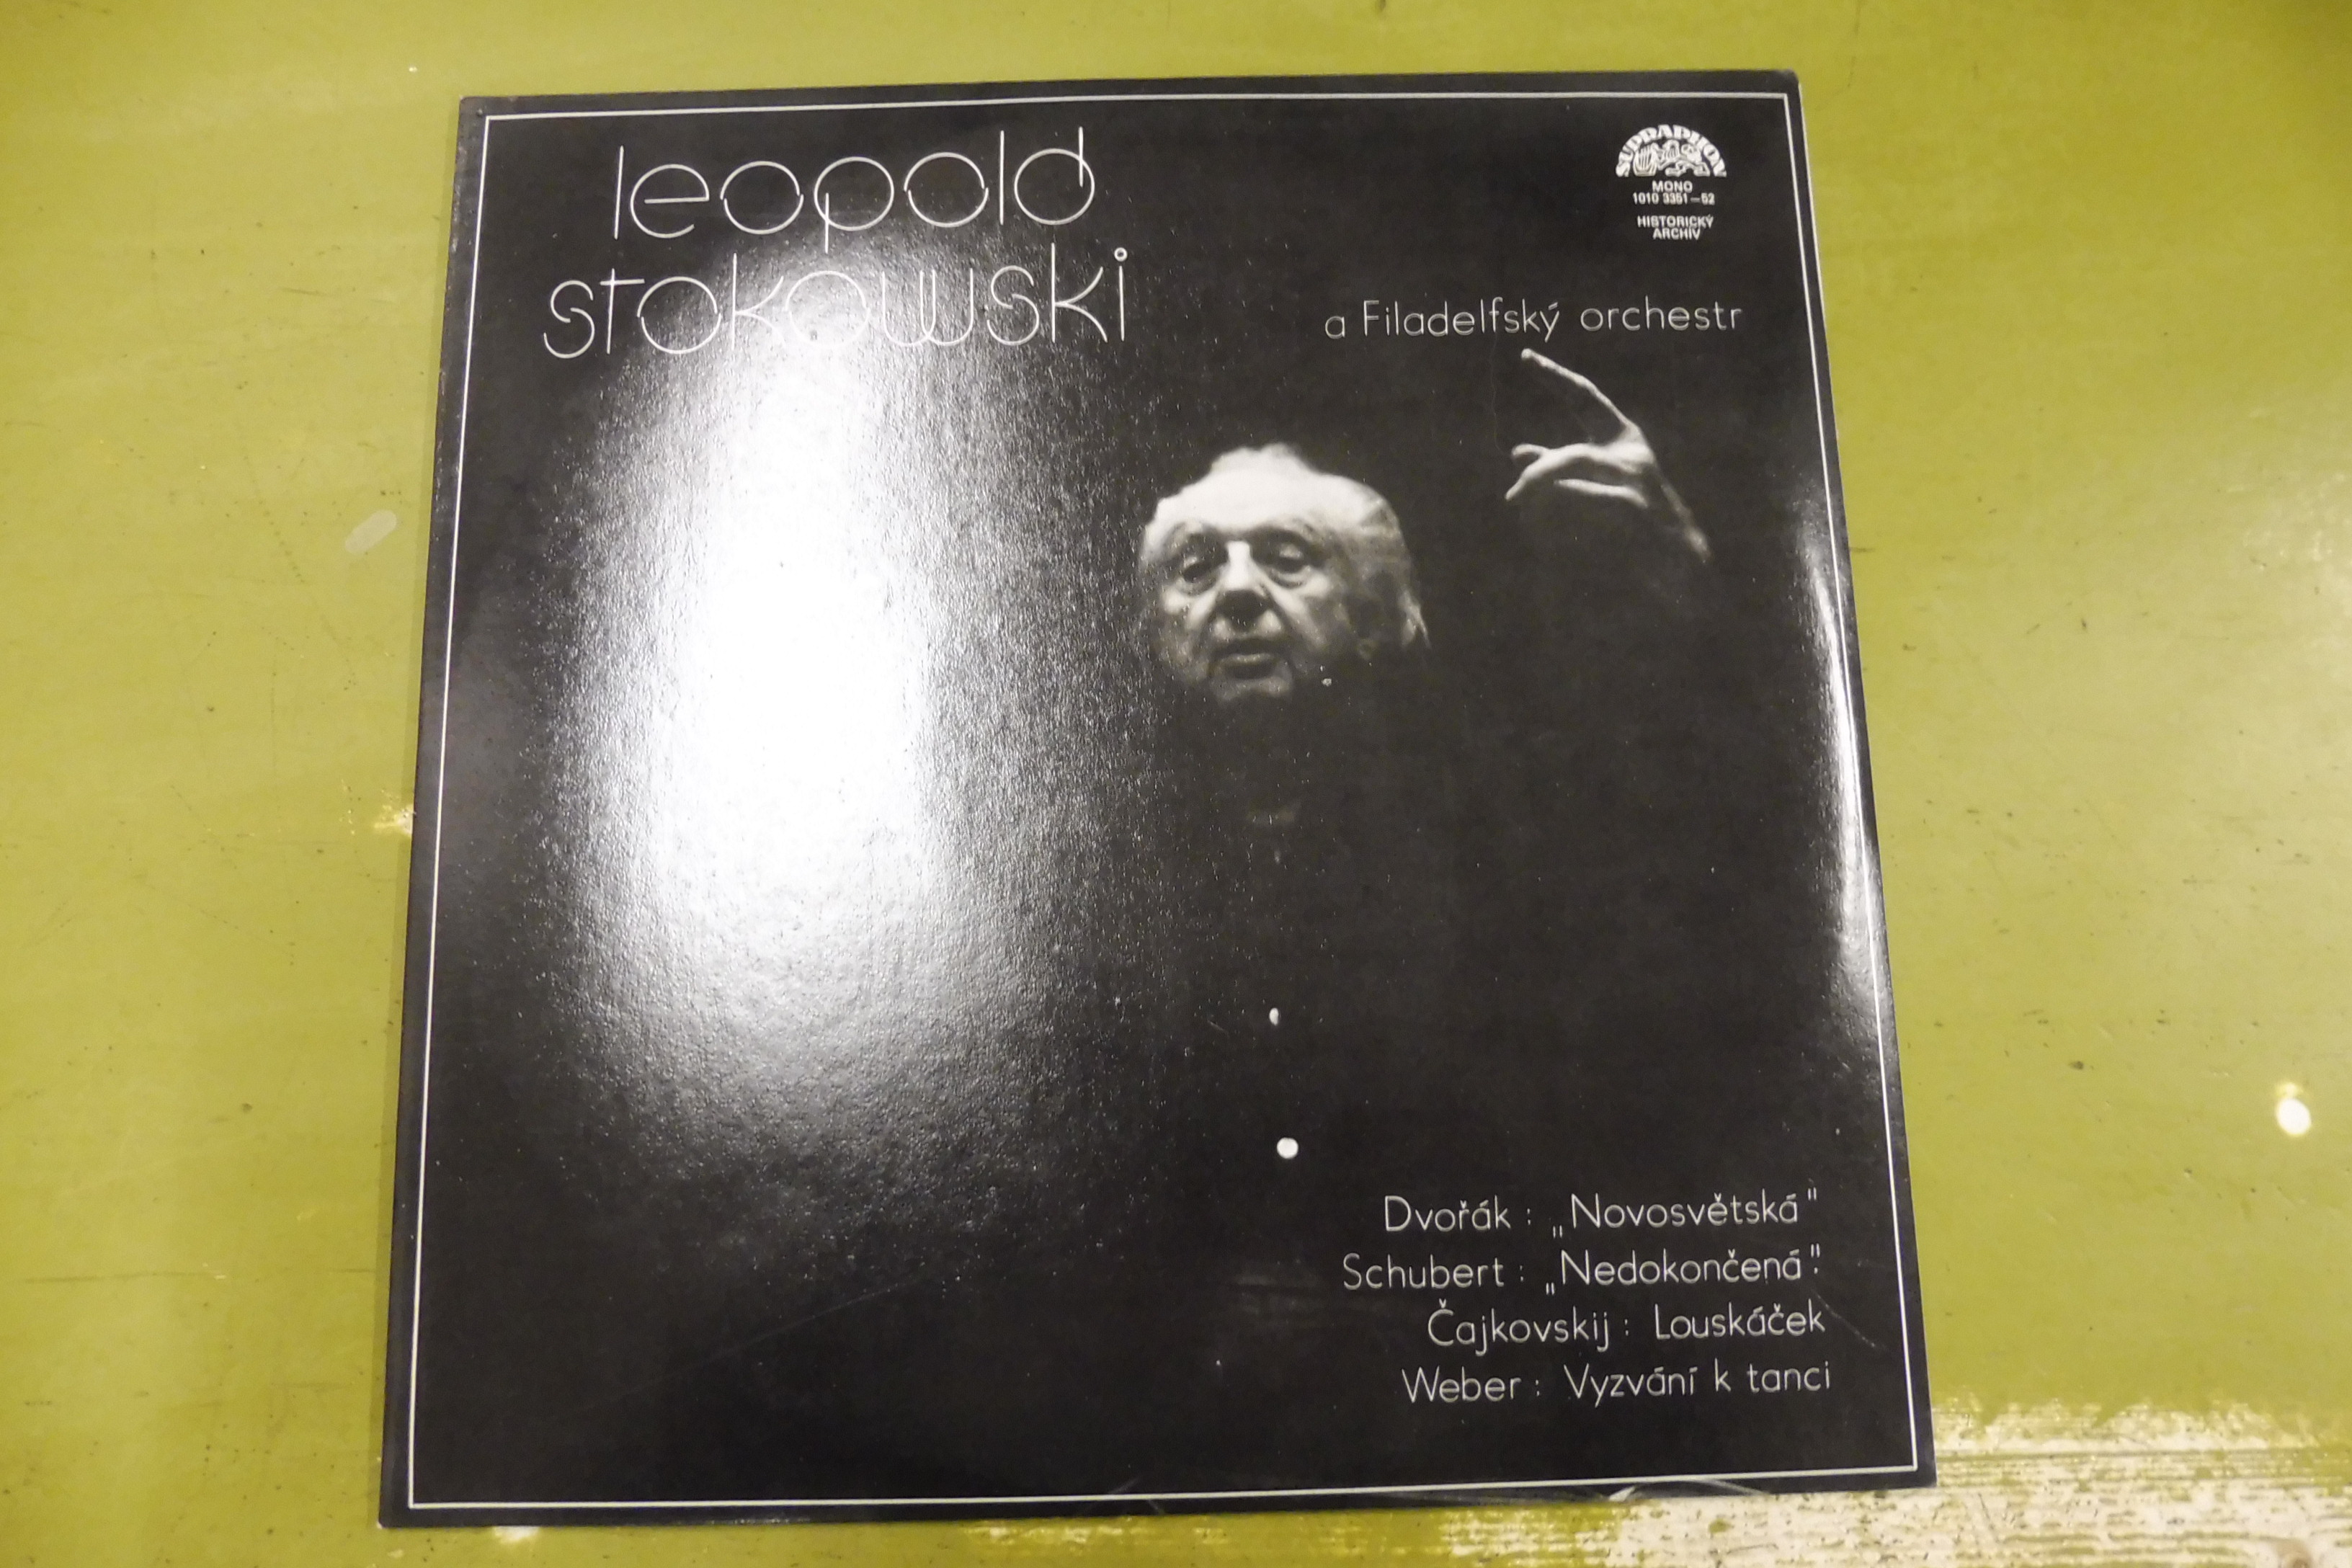 leopold
stokowski
SUPRAPHON
MONO
1010 3351-52
HISTORICKÝ
ARCHÍV
a Filadelfský orchestr
Dvořák : „Novosvětská"
Schubert : „Nedokončená".
Čajkovskij : Louskáček
Weber : Vyzvání k tanci